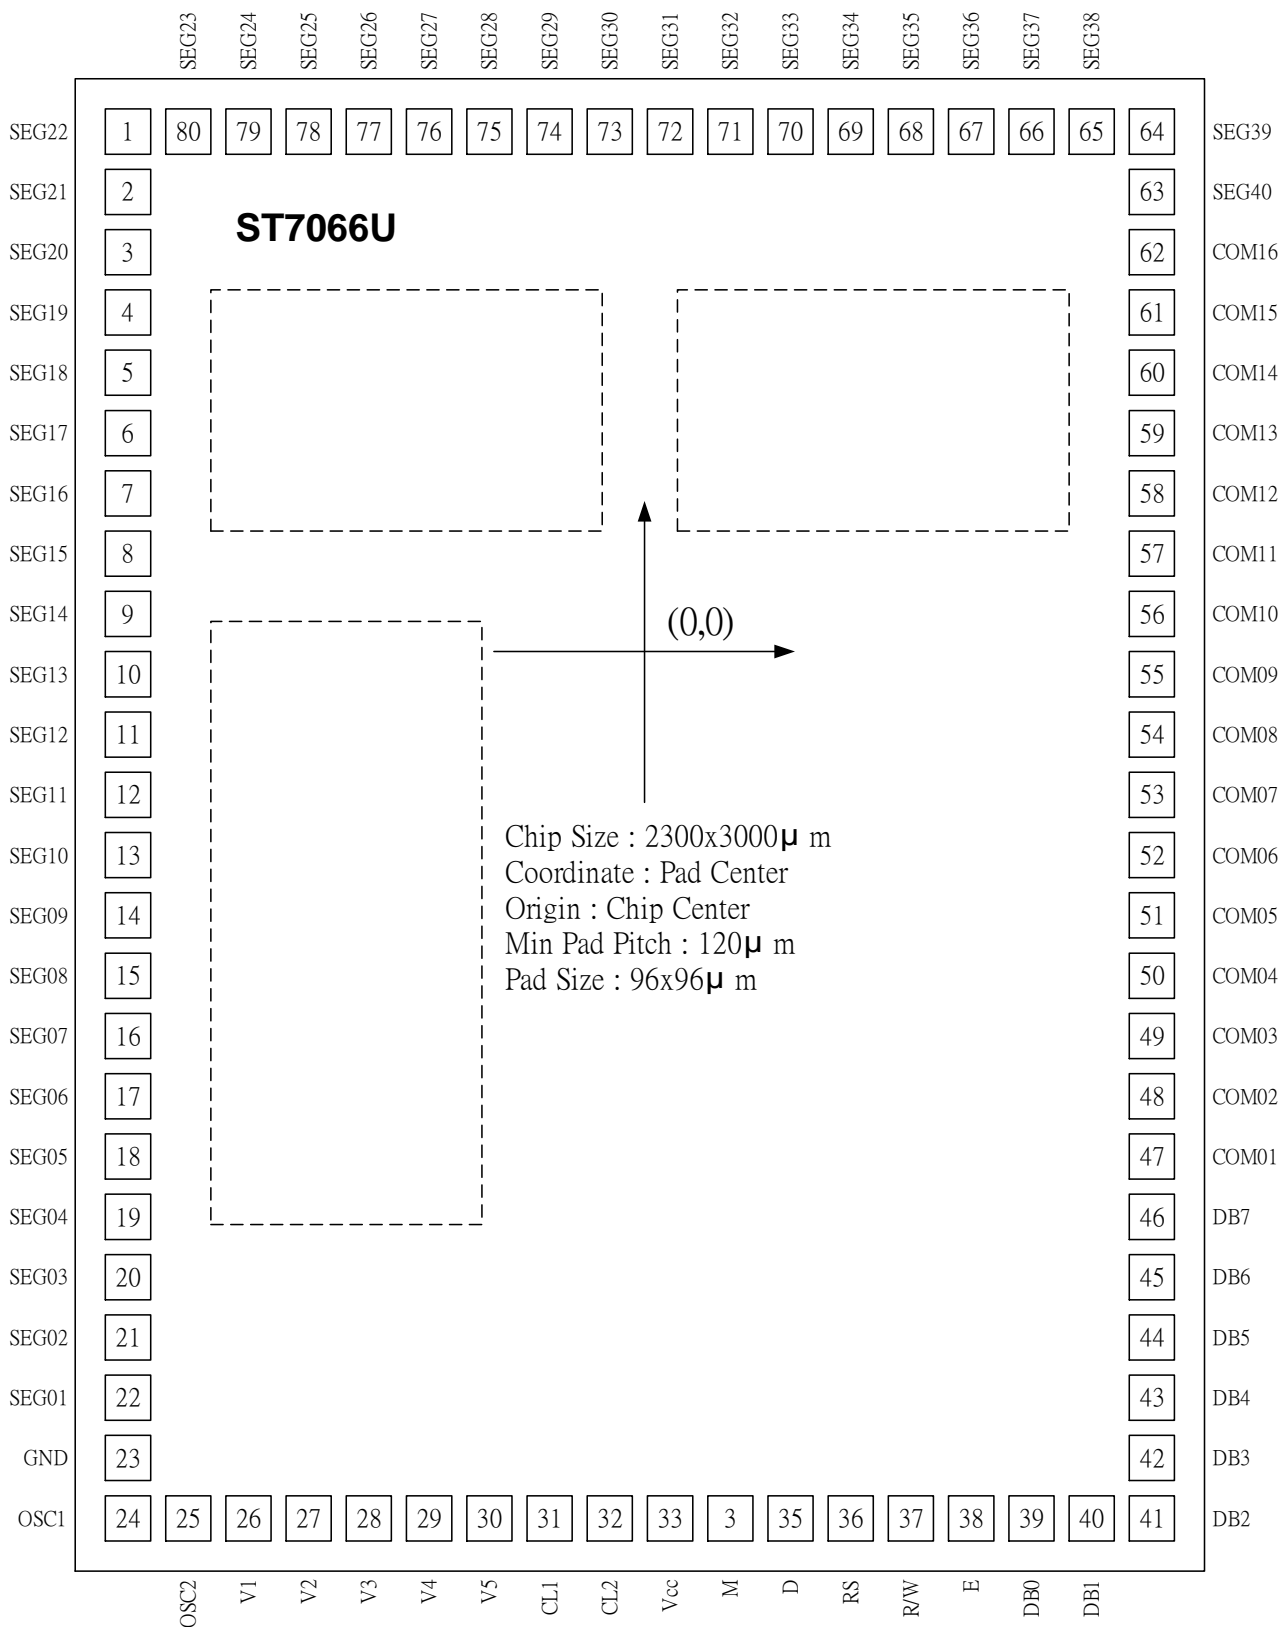 SEG23 SEG24 SEG25 SEG26 SEG27 SEG28 SEG29 SEG30 SEG31 SEG32 SEG33 SEG34 SEG35 SEG36 SEG37 SEG38
SEG22 1 80 79 78 77 76 75 74 73 72 71 70 69 68 67 66 65 64 SEG39
SEG21 2 63 SEG40
ST7066U
SEG20 3 62 COM16
SEG19 4 61 COM15
SEG18 5 60 COM14
SEG17 6 59 COM13
SEG16 7 58 COM12
SEG15 8 57 COM11
SEG14 9 56 COM10
(0,0)
SEG13 10 55 COM09
SEG12 11 54 COM08
SEG11 12 53 COM07
Chip Size : 2300x3000µ m
SEG10 13 52 COM06
Coordinate : Pad Center
Origin : Chip Center
SEG09 14 51 COM05
Min Pad Pitch : 120µ m
SEG08 15 50 COM04
Pad Size : 96x96µ m
SEG07 16 49 COM03
SEG06 17 48 COM02
SEG05 18 47 COM01
SEG04 19 46 DB7
SEG03 20 45 DB6
SEG02 21 44 DB5
SEG01 22 43 DB4
GND 23 42 DB3
OSC1 24 25 26 27 28 29 30 31 32 33 3 35 36 37 38 39 40 41 DB2
OSC2 V1 V2 V3 V4 V5 CL1 CL2 Vcc M D RS R/W E DB0 DB1